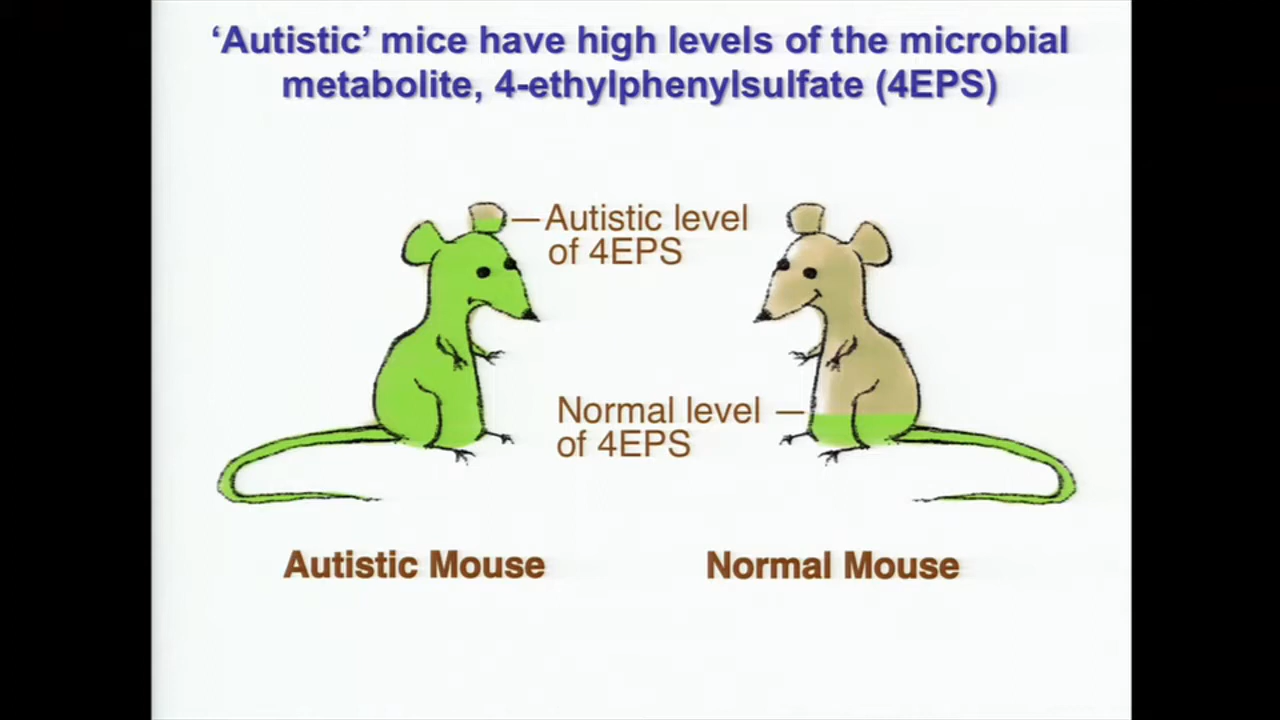 ‘Autistic’ mice have high levels of the microbial
metabolite, 4-ethylphenylsulfate (4EPS)
Autistic level
of 4EPS
Normal level
of 4EPS
Autistic Mouse
Normal Mouse